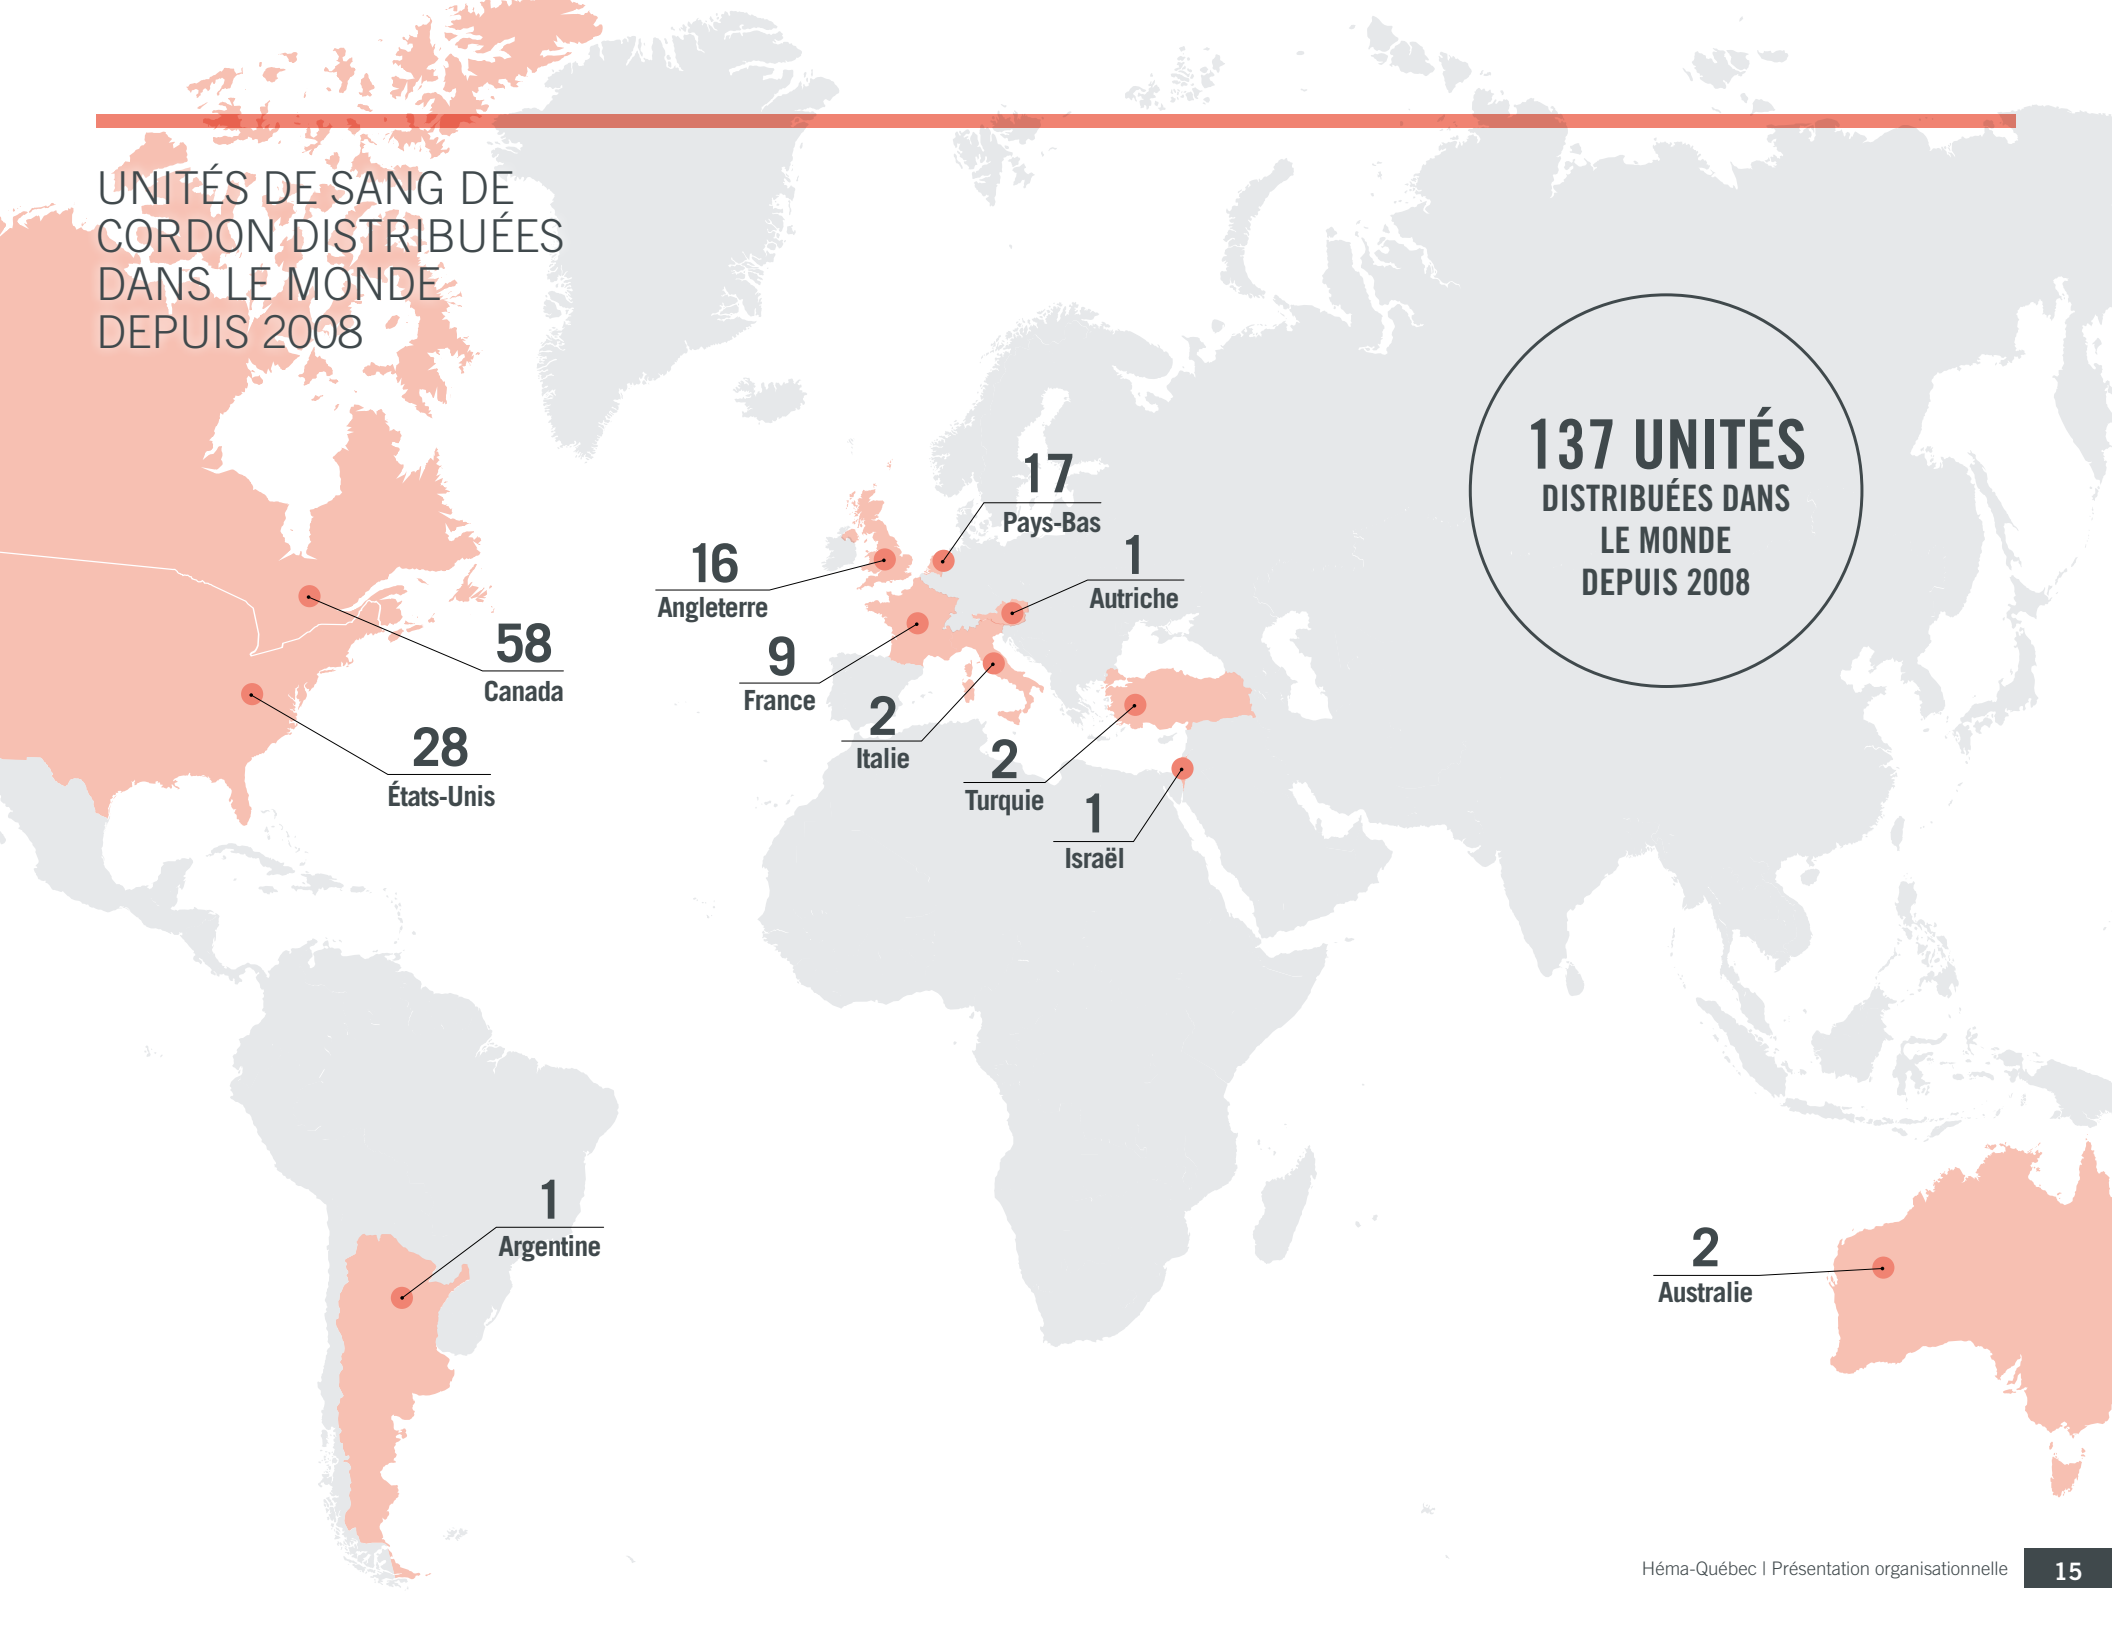 UNITÉS DE SANG DE
CORDON DISTRIBUÉES
DANS LE MONDE
DEPUIS 2008
137 UNITÉS
DISTRIBUÉES DANS
LE MONDE
DEPUIS 2008
17
Pays-Bas
16
Angleterre
1
Autriche
9
France
58
Canada
2
Italie
28
États-Unis
2
Turquie
1
Israël
1
Argentine
2
Australie
Héma-Québec | Présentation organisationnelle
15